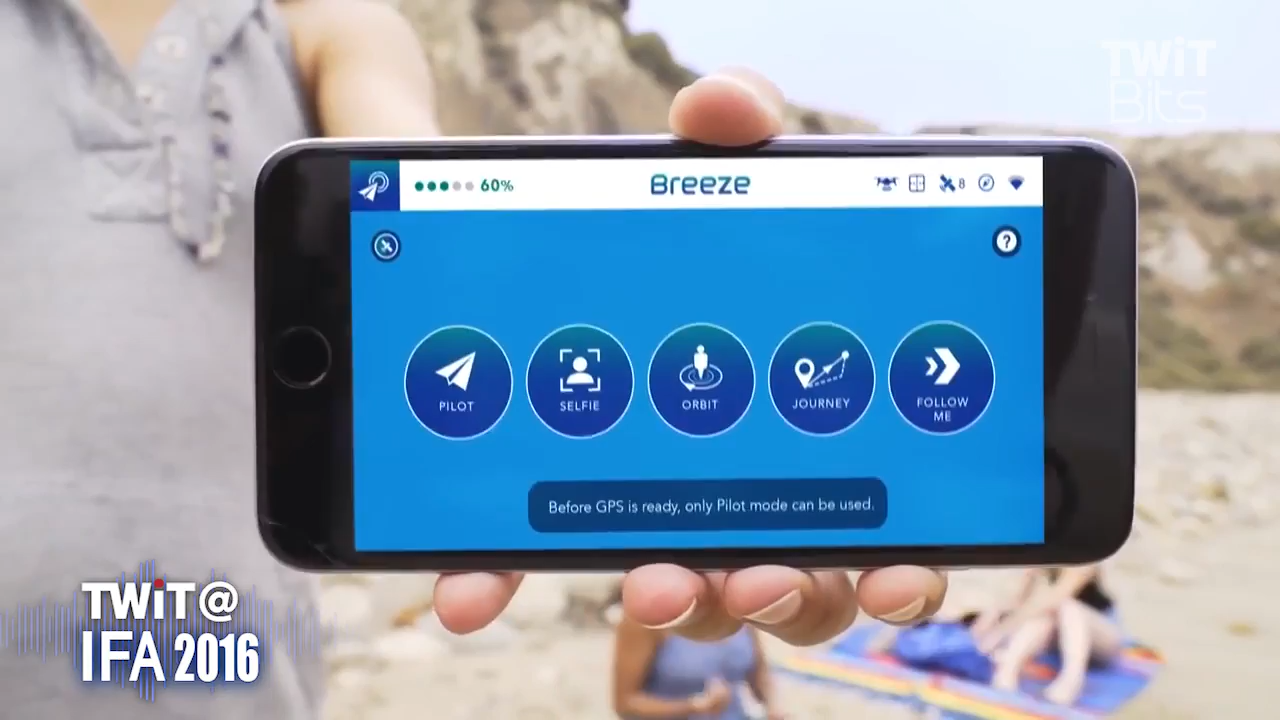 TWiT
Bits
60%
Breeze
8
?
PILOT
SELFIE
ORBIT
JOURNEY
FOLLOW
ME
Before GPS is ready, only Pilot mode can be used.
TWiT@
IFA 2016